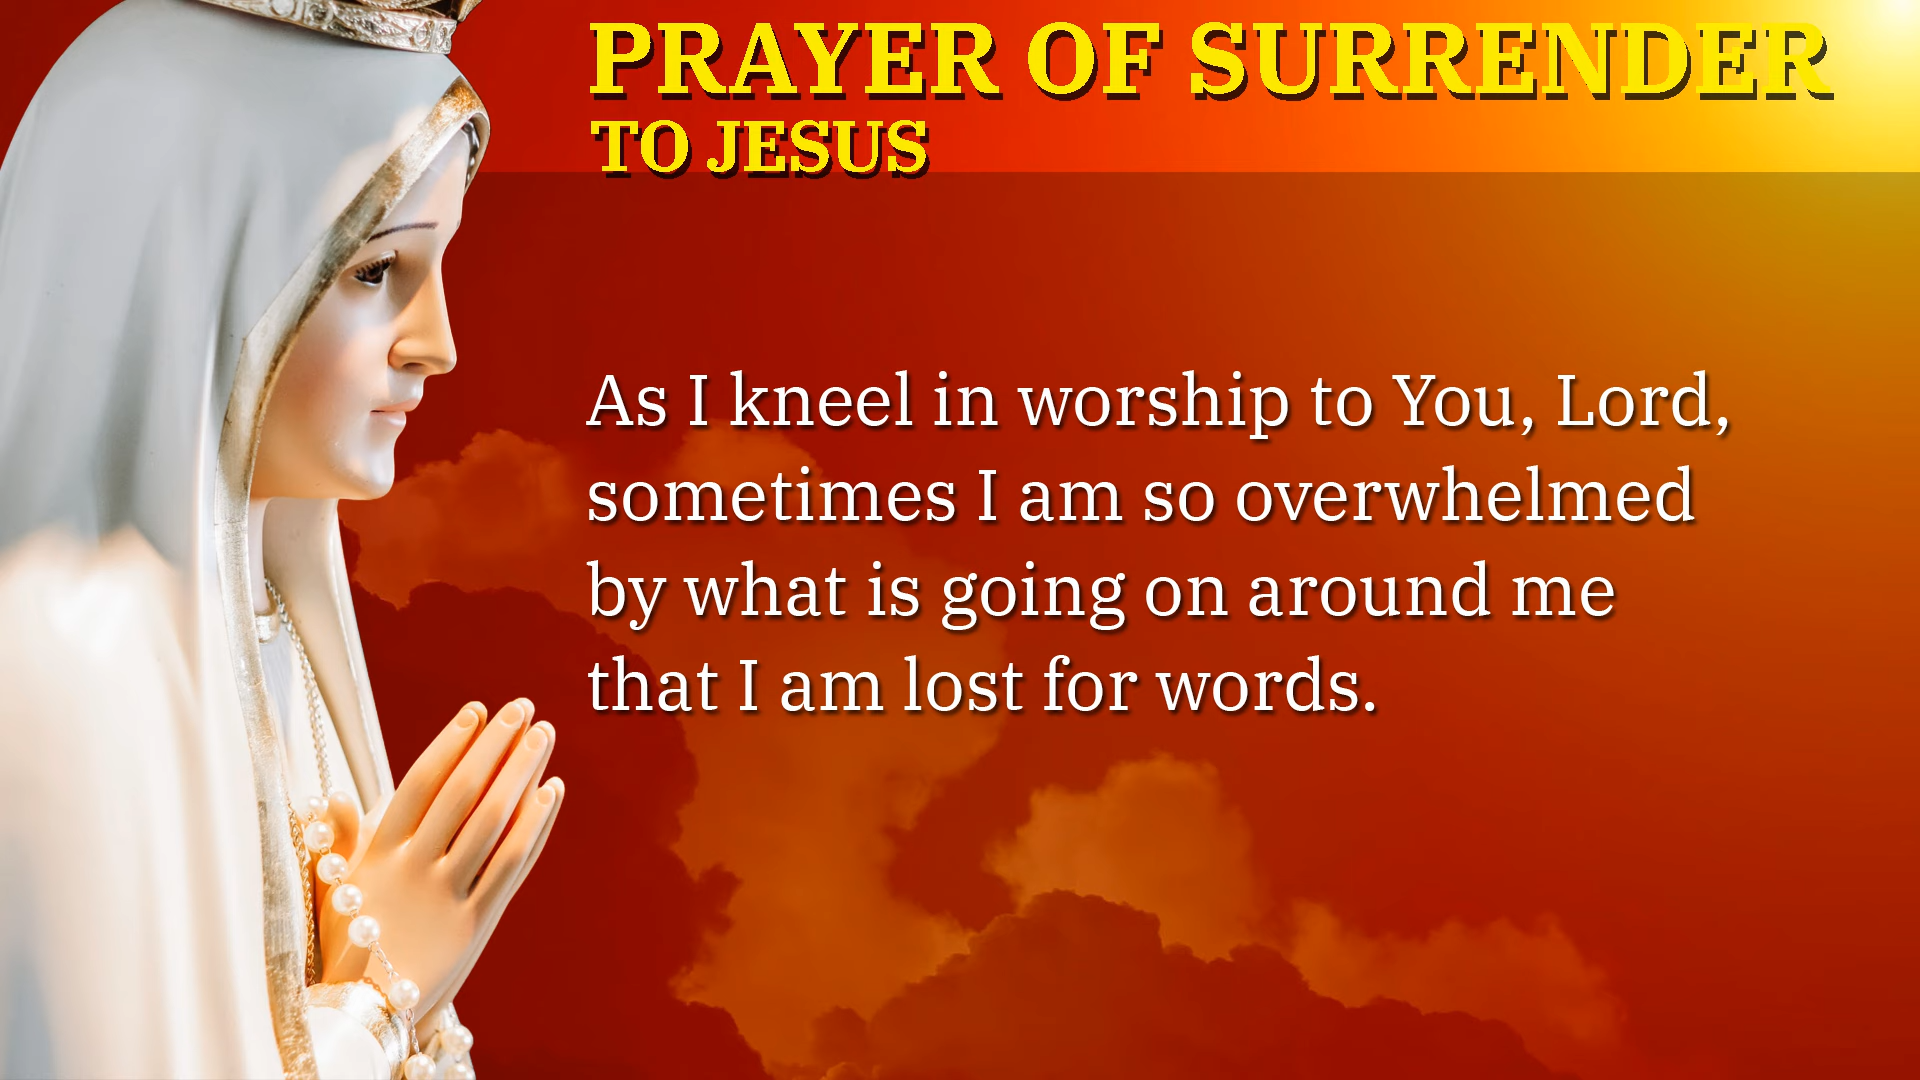 PRAYER OF SURRENDER
TO JESUS
As I kneel in worship to You, Lord,
sometimes I am so overwhelmed
by what is going on around me
that I am lost for words.